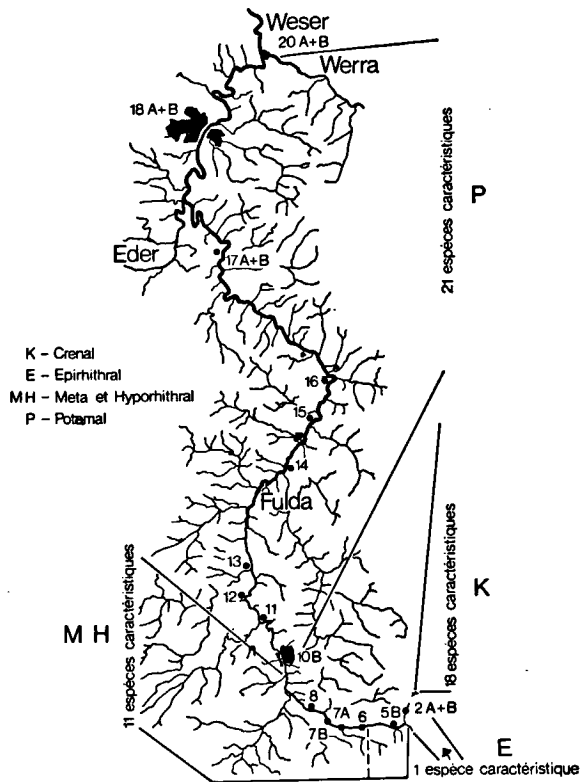 Weser
20 A+B
Werra
18 A+B
P
21 espèces caractéristiques
Eder
17 A+B
K – Crenal
E – Epirhithral
MH – Meta et Hyporhithral
P – Potamal
16
15
14
Fulda
13
12
11
MH
11 espèces caractéristiques
K
18 espèces caractéristiques
10B
8
7A
7B
6
5B
2 A+B
E
1 espèce caractéristique